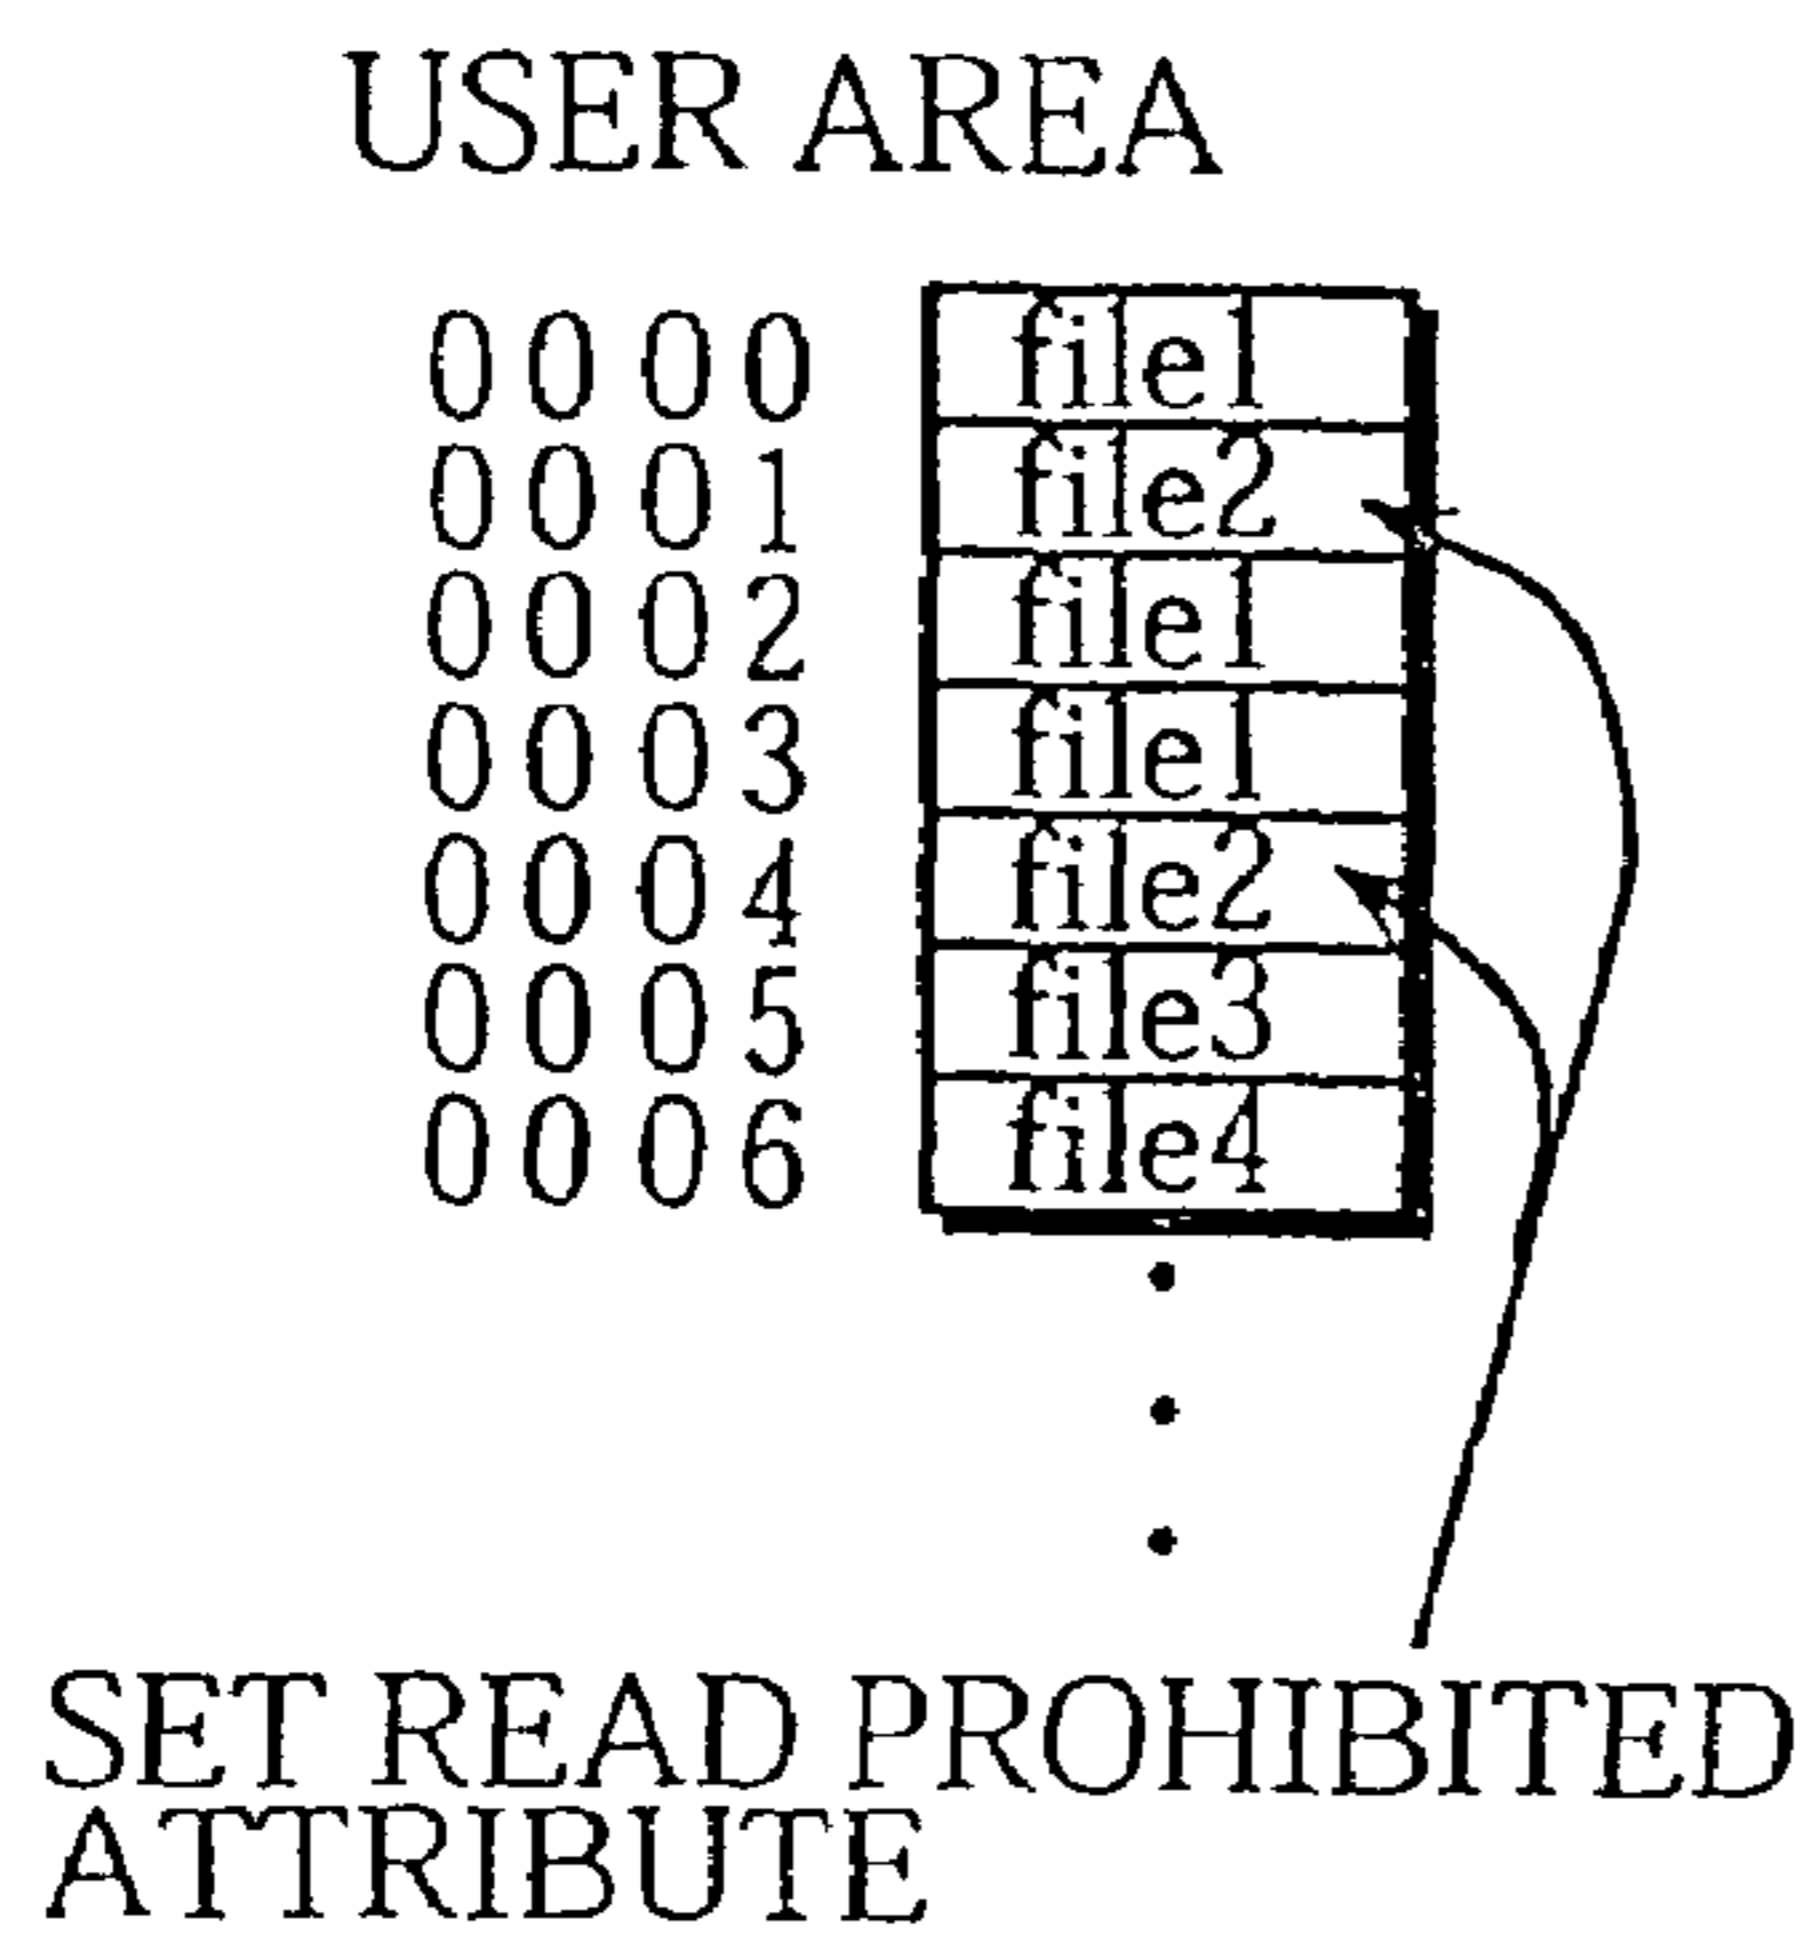 USER AREA
0000 file1
0001 file2
0002 file1
0003 file1
0004 file2
0005 file3
0006 file4
SET READ PROHIBITED
ATTRIBUTE